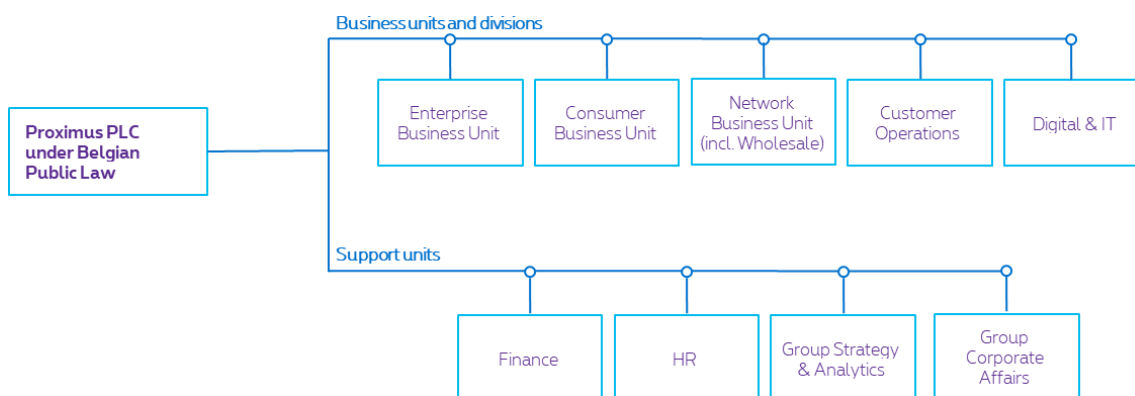 Business units and divisions
Enterprise
Business Unit
Consumer
Business Unit
Network
Business Unit
(incl. Wholesale)
Customer
Operations
Digital & IT
Proximus PLC
under Belgian
Public Law
Support units
Finance
HR
Group Strategy
& Analytics
Group
Corporate
Affairs